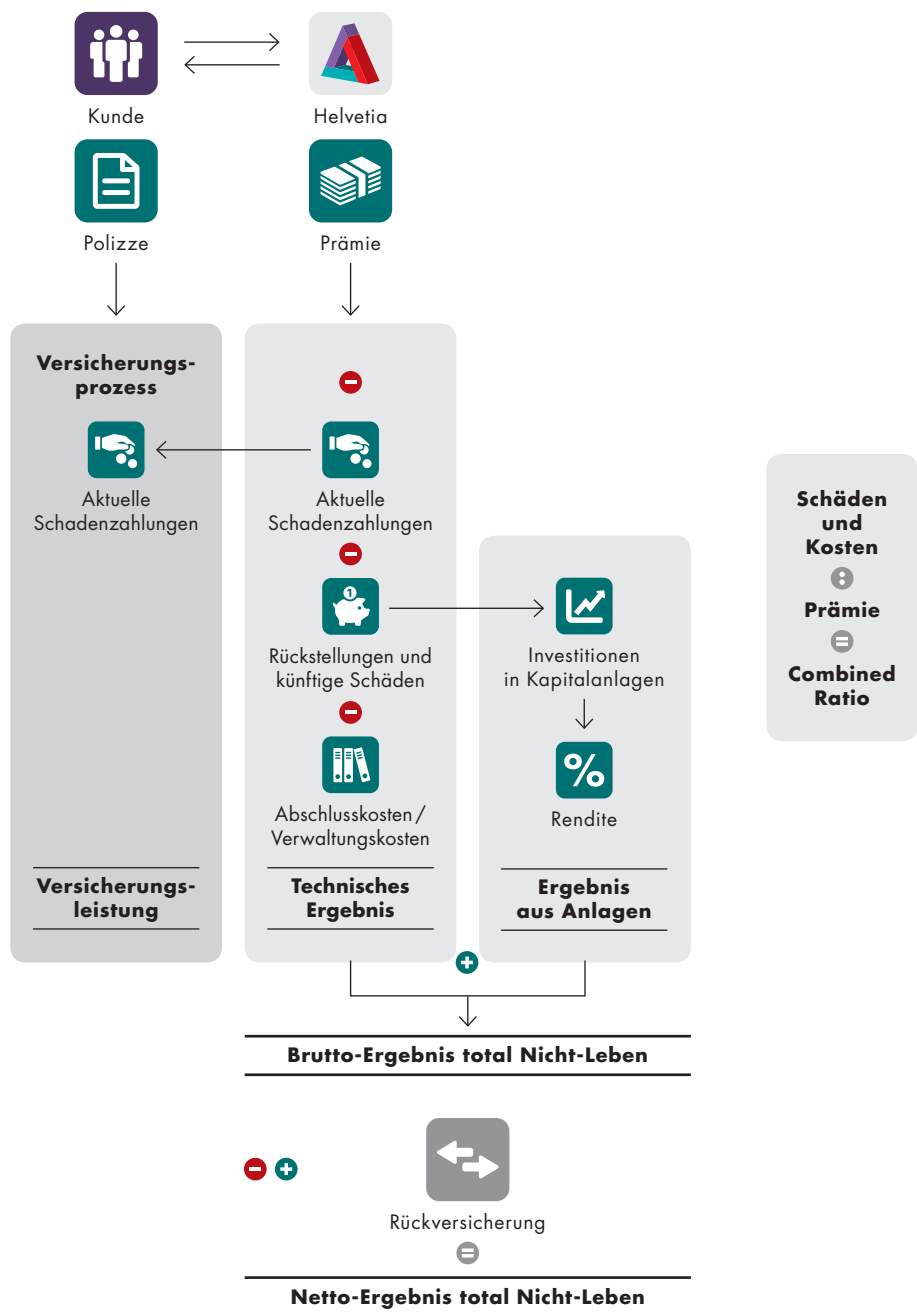 Kunde
Helvetia
Polizze
Prämie
Versicherungs-
prozess
Aktuelle
Schadenzahlungen
Aktuelle
Schadenzahlungen
1
Rückstellungen und
künftige Schäden
Abschlusskosten /
Verwaltungskosten
Investitionen
in Kapitalanlagen
%
Rendite
Versicherungs-
leistung
Technisches
Ergebnis
Ergebnis
aus Anlagen
Schäden
und
Kosten
:
Prämie
=
Combined
Ratio
Brutto-Ergebnis total Nicht-Leben
Rückversicherung
=
Netto-Ergebnis total Nicht-Leben